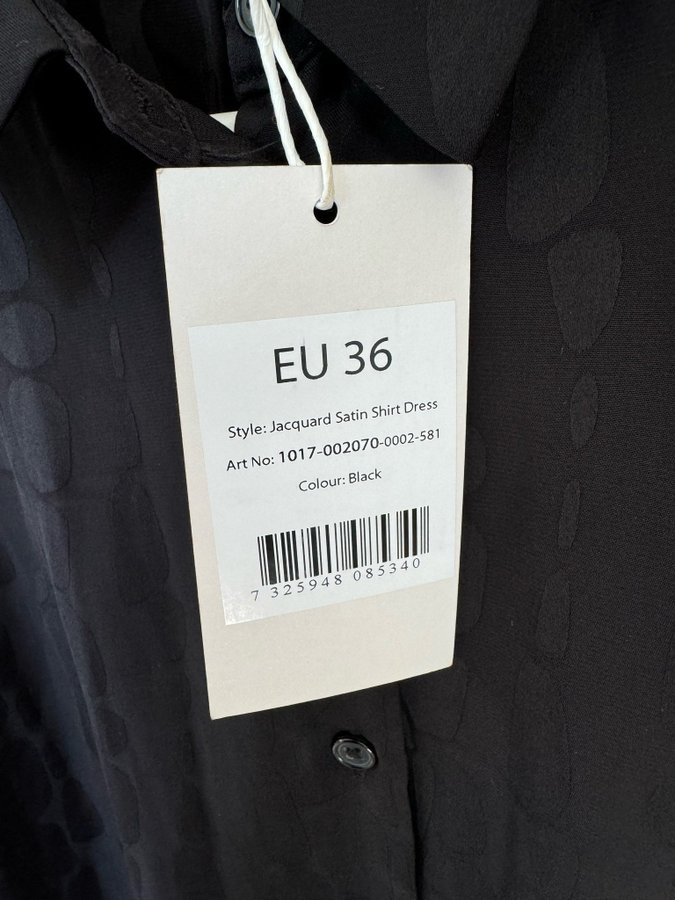 EU 36
Style: Jacquard Satin Shirt Dress
Art No: 1017-002070-0002-581
Colour: Black
7 325948 085340